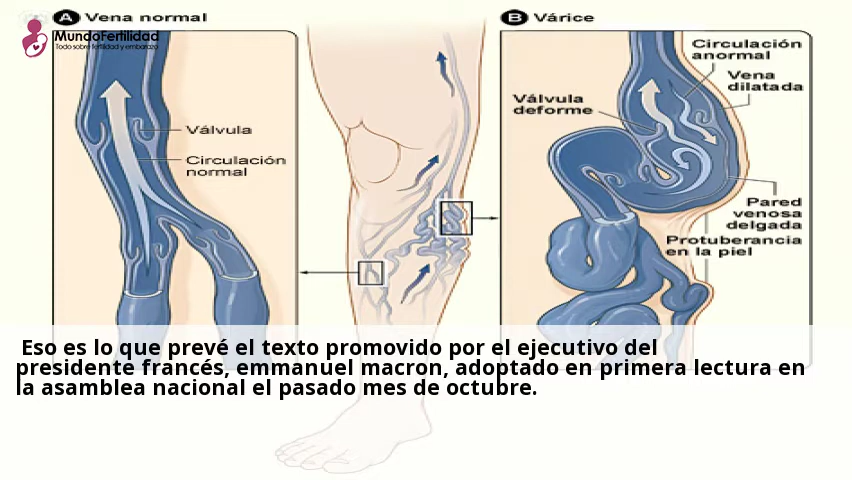 A Vena normal
MundoFertilidad
Todo sobre fertilidad y embarazo
Válvula
Circulación
normal
B Várice
Circulación
anormal
Vena
dilatada
Válvula
deforme
Pared
venosa
delgada
Protuberancia
en la piel
Eso es lo que prevé el texto promovido por el ejecutivo del
presidente francés, emmanuel macron, adoptado en primera lectura en
la asamblea nacional el pasado mes de octubre.